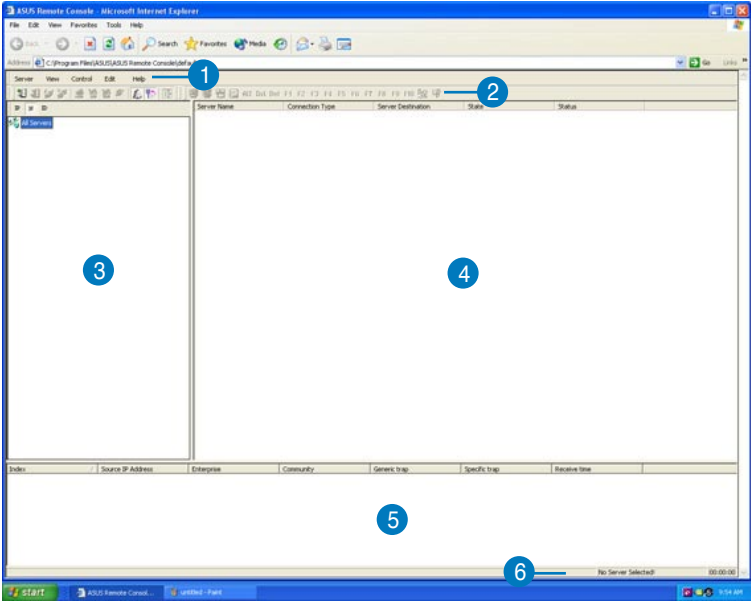 ASUS Remote Console - Microsoft Internet Explorer
File Edit View Favorites Tools Help
Back Search Favorites Media
Address C:\Program Files\ASUS\ASUS Remote Console\defau Go Links »
Server View Control Edit Help 1
ALT Del F1 F2 F3 F4 F5 F6 F7 F8 F9 F10 2
Server Name Connection Type Server Destination State Status
All Servers
3
4
Index Source IP Address Enterprise Community Generic trap Specific trap Receive time
5
6 No Server Selected! 00:00:00
start ASUS Remote Consol... untitled - Paint 9:54 AM